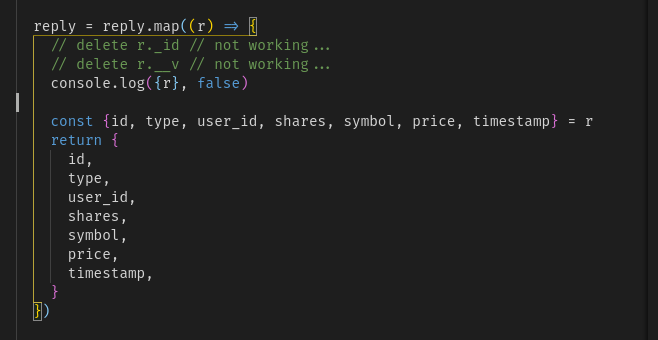 reply = reply.map((r) => {
// delete r._id // not working...
// delete r.__v // not working...
console.log({r}, false)
const {id, type, user_id, shares, symbol, price, timestamp} = r
return {
id,
type,
user_id,
shares,
symbol,
price,
timestamp,
}
})